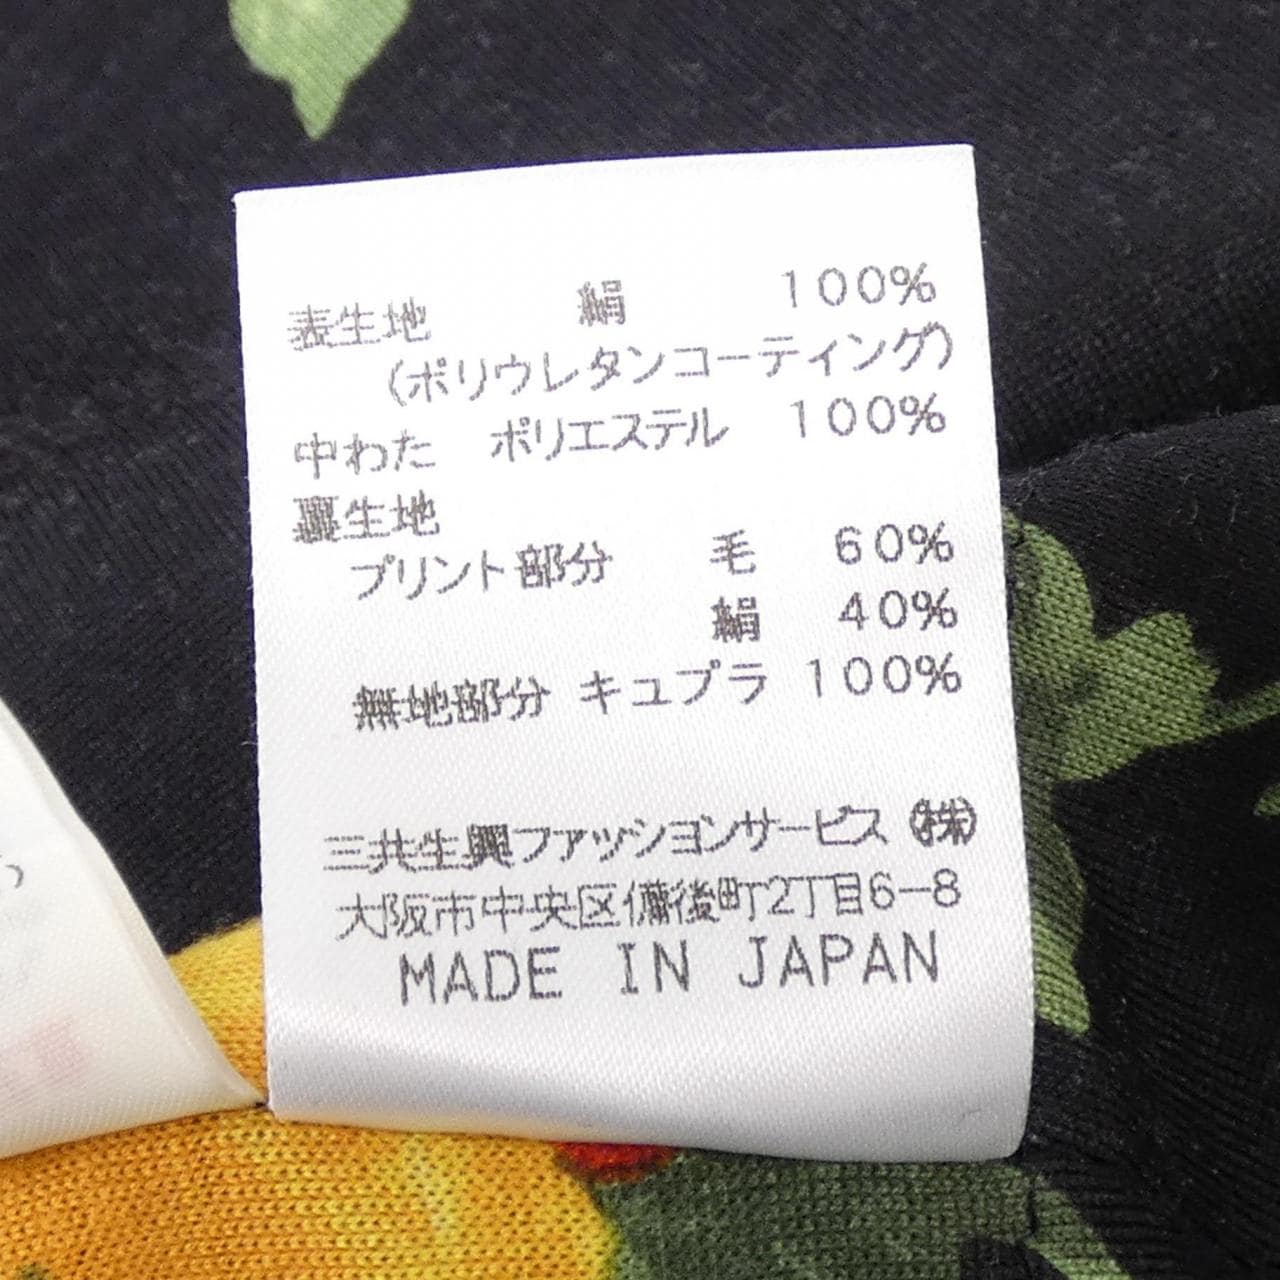 表生地 絹 100%
(ポリウレタンコーティング)
中わた ポリエステル 100%
裏生地
プリント部分 毛 60%
絹 40%
無地部分 キュプラ 100%
三共生興ファッションサービス㈱
大阪市中央区備後町2丁目6-8
MADE IN JAPAN